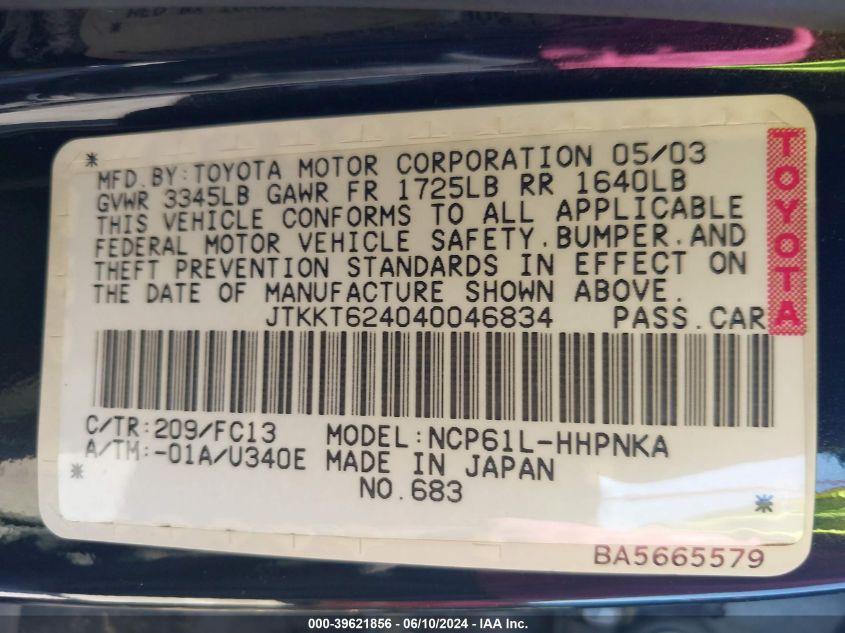 MFD.BY:TOYOTA MOTOR CORPORATION 05/03
GVWR 3345LB GAWR FR 1725LB RR 1640LB
THIS VEHICLE CONFORMS TO ALL APPLICABLE
FEDERAL MOTOR VEHICLE SAFETY.BUMPER.AND
THEFT PREVENTION STANDARDS IN EFFECT ON
THE DATE OF MANUFACTURE SHOWN ABOVE.
JTKKT624040046834 PASS.CAR
TOYOTA
C/TR:209/FC13 MODEL:NCP61L-HHPNKA
A/TM:-01A/U340E MADE IN JAPAN
NO.683
BA5665579
000-39621856 - 06/10/2024 - IAAI.com